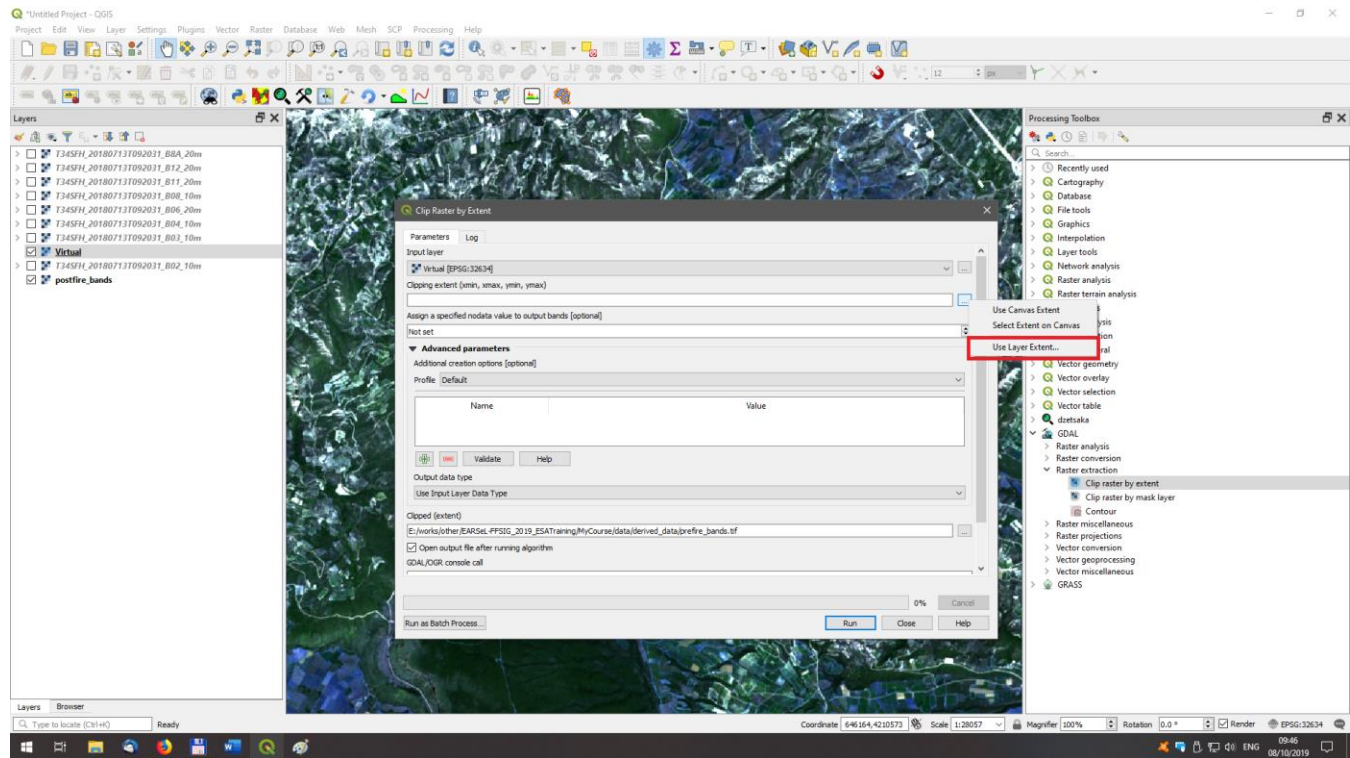 *Untitled Project - QGIS
Project Edit View Layer Settings Plugins Vector Raster Database Web Mesh SCP Processing Help
12 px
Layers
T34SFH_20180713T092031_B8A_20m
T34SFH_20180713T092031_B12_20m
T34SFH_20180713T092031_B11_20m
T34SFH_20180713T092031_B08_10m
T34SFH_20180713T092031_B06_20m
T34SFH_20180713T092031_B04_10m
T34SFH_20180713T092031_B03_10m
Virtual
T34SFH_20180713T092031_B02_10m
postfire_bands
Clip Raster by Extent
Parameters Log
Input layer
Virtual [EPSG:32634]
Clipping extent (xmin, xmax, ymin, ymax)
Assign a specified nodata value to output bands [optional]
Not set
Advanced parameters
Additional creation options [optional]
Profile Default
Name Value
Validate Help
Output data type
Use Input Layer Data Type
Clipped (extent)
E:/works/other/EARSeL-FFSIG_2019_ESATraining/MyCourse/data/derived_data/prefire_bands.tif
Open output file after running algorithm
GDAL/OGR console call
0% Cancel
Run as Batch Process... Run Close Help
Use Canvas Extent
Select Extent on Canvas
Use Layer Extent...
Processing Toolbox
Search...
Recently used
Cartography
Database
File tools
Graphics
Interpolation
Layer tools
Network analysis
Raster analysis
Raster terrain analysis
Vector geometry
Vector overlay
Vector selection
Vector table
dzetsaka
GDAL
Raster analysis
Raster conversion
Raster extraction
Clip raster by extent
Clip raster by mask layer
Contour
Raster miscellaneous
Raster projections
Vector conversion
Vector geoprocessing
Vector miscellaneous
GRASS
Layers Browser
Type to locate (Ctrl+K) Ready Coordinate 646164,4210573 Scale 1:28057 Magnifier 100% Rotation 0.0 ° Render EPSG:32634
ENG 09:46
08/10/2019